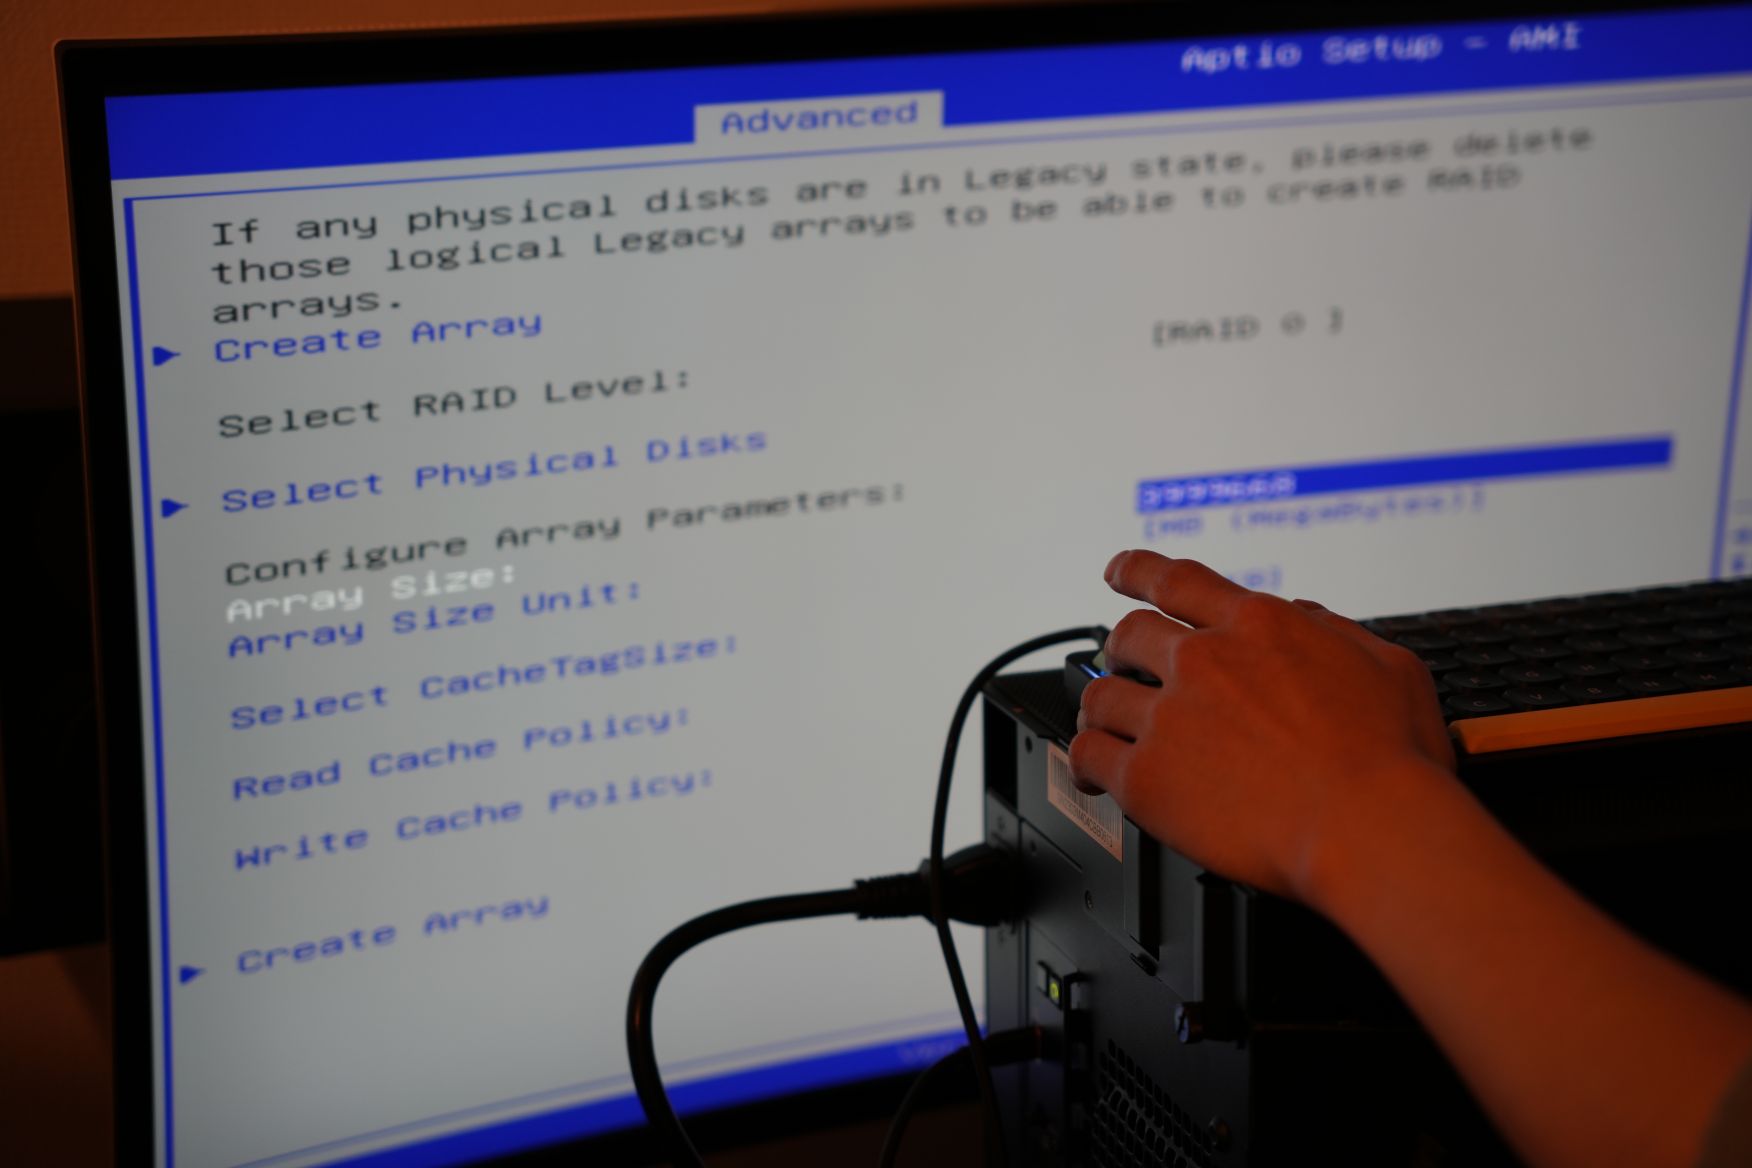 Aptio Setup - AMI
Advanced
If any physical disks are in Legacy state, please delete
those logical Legacy arrays to be able to create RAID
arrays.
Create Array
Select RAID Level: [RAID 0 ]
Select Physical Disks
Configure Array Parameters:
Array Size:
Array Size Unit: [MB (MegaBytes)]
Select CacheTagSize:
Read Cache Policy:
Write Cache Policy:
Create Array